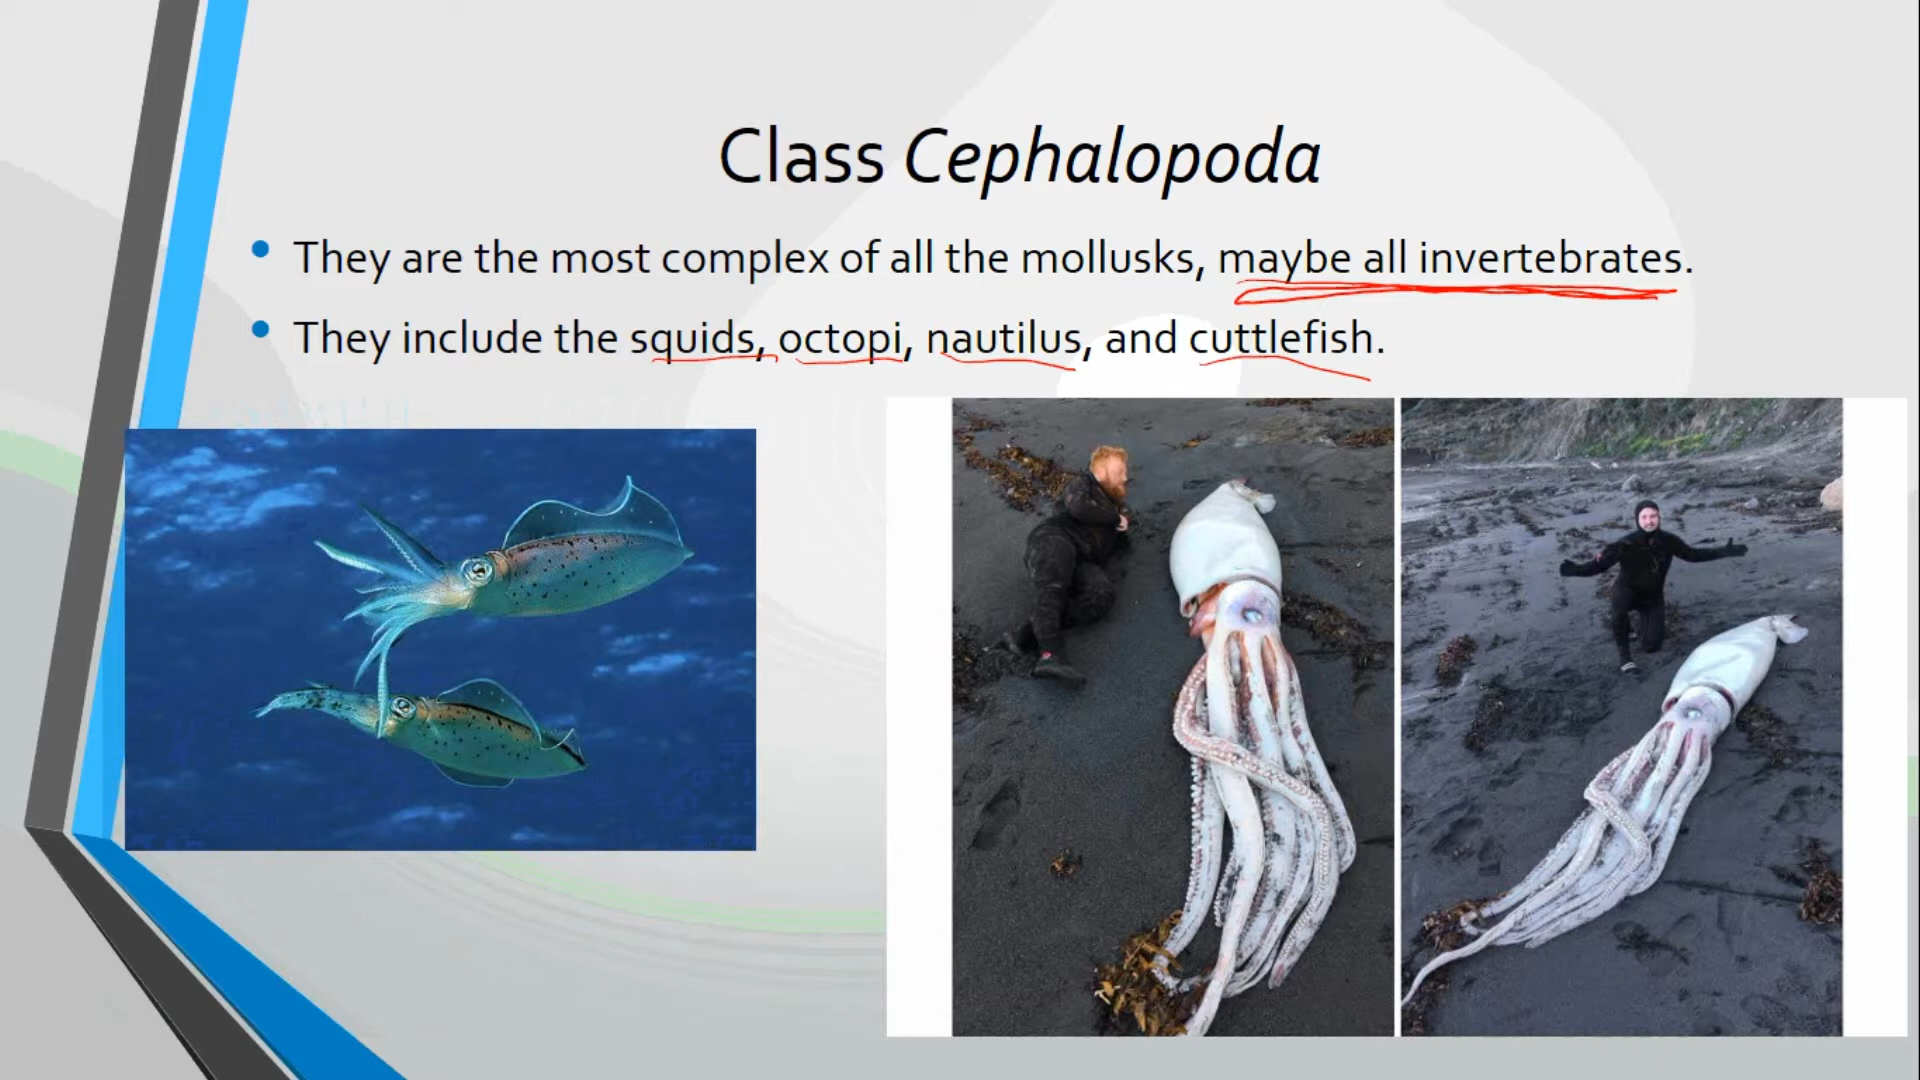 Class Cephalopoda
They are the most complex of all the mollusks, maybe all invertebrates.
They include the squids, octopi, nautilus, and cuttlefish.